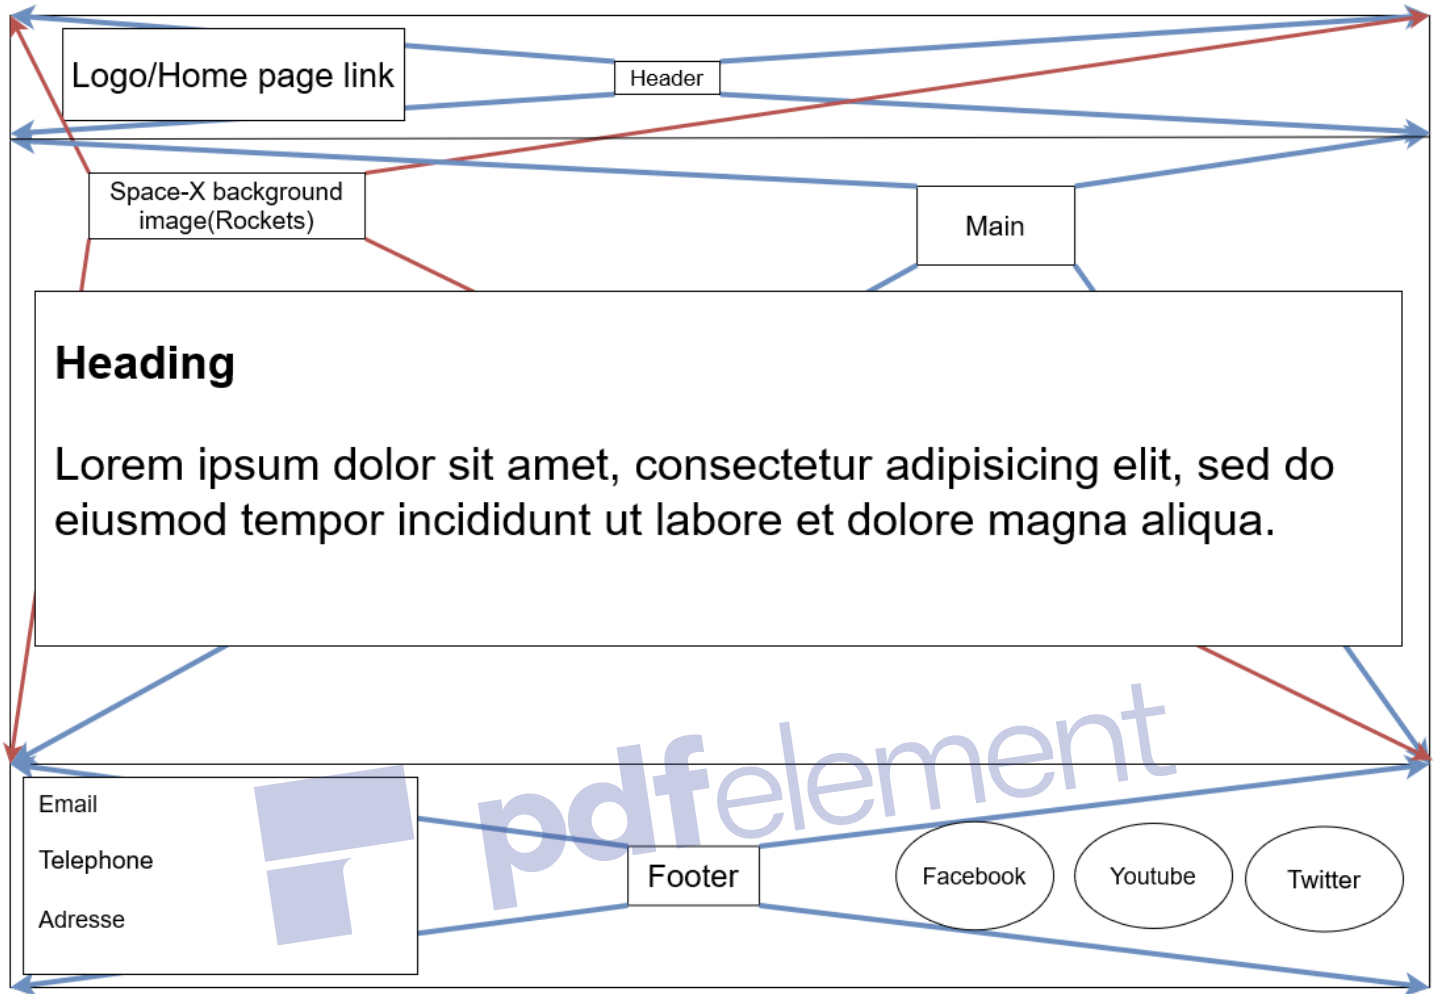 Logo/Home page link
Header
Space-X background
image(Rockets)
Main
Heading
Lorem ipsum dolor sit amet, consectetur adipisicing elit, sed do
eiusmod tempor incididunt ut labore et dolore magna aliqua.
pdfelement
Email
Telephone
Adresse
Footer
Facebook
Youtube
Twitter